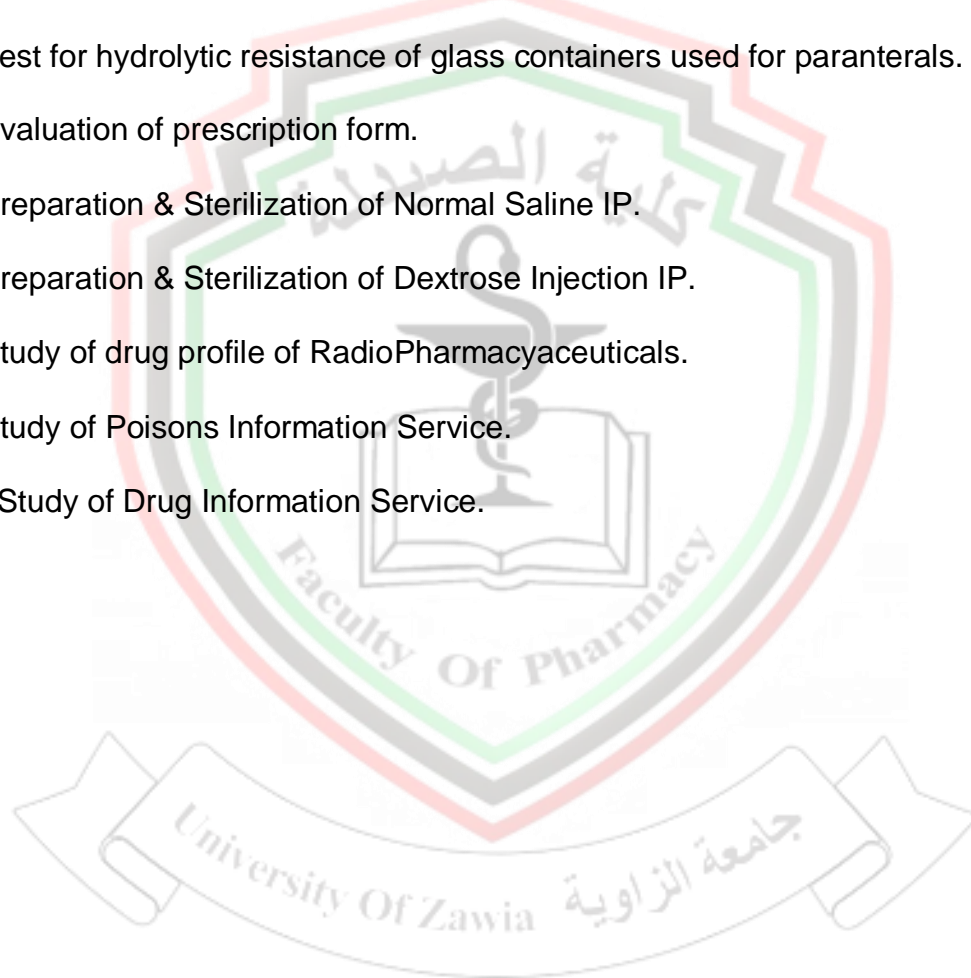 est for hydrolytic resistance of glass containers used for paranterals.
valuation of prescription form.
reparation & Sterilization of Normal Saline IP.
reparation & Sterilization of Dextrose Injection IP.
tudy of drug profile of RadioPharmacyaceuticals.
tudy of Poisons Information Service.
Study of Drug Information Service.
كلية الصيدلة
Faculty Of Pharmacy
University Of Zawia جامعة الزاوية